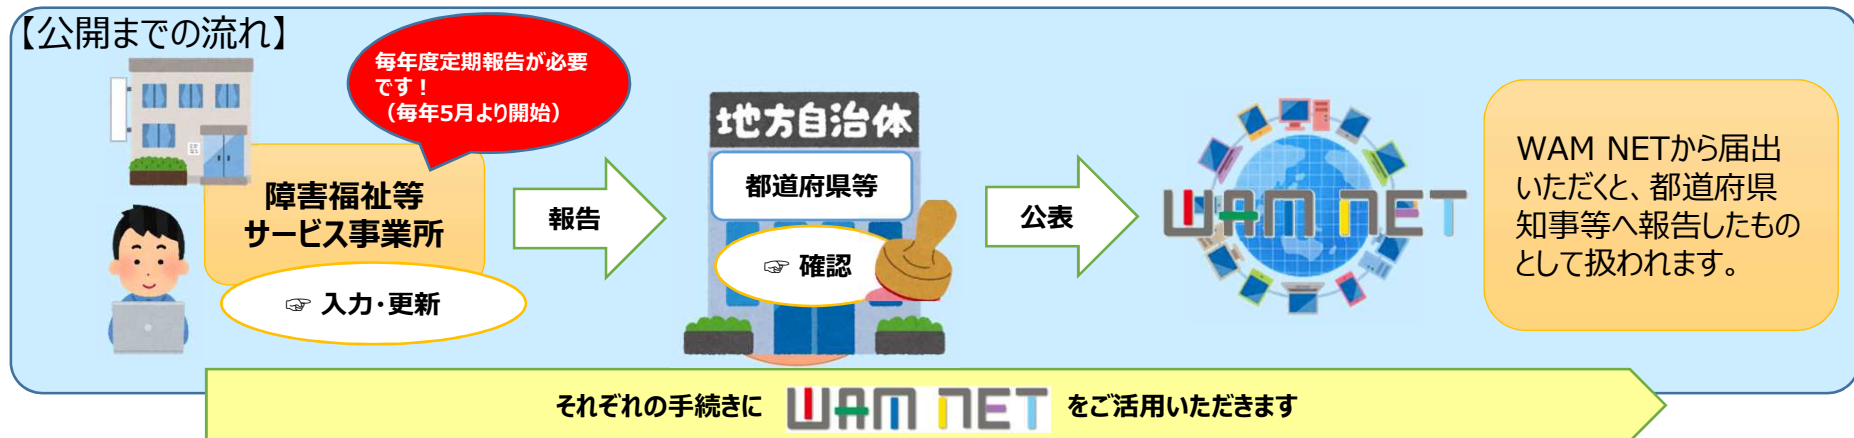 【公開までの流れ】
毎年度定期報告が必要
です！
（毎年5月より開始）
障害福祉等
サービス事業所
☞ 入力・更新
報告
地方自治体
都道府県等
☞ 確認
公表
WAM NET
WAM NETから届出
いただくと、都道府県
知事等へ報告したもの
として扱われます。
それぞれの手続きに WAM NET をご活用いただきます